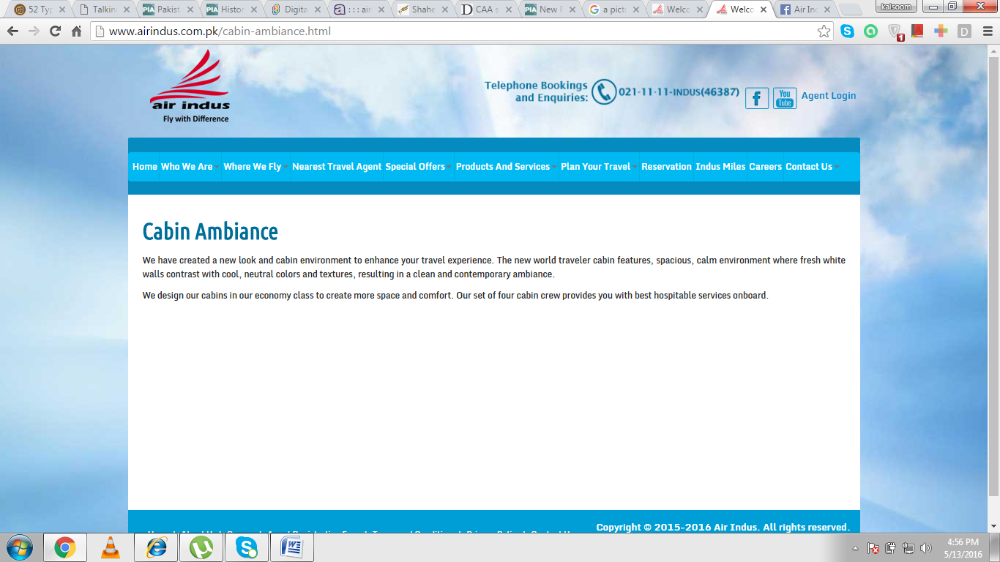 52 Typ
Talkin
Pakist
Histor
Digita
: : : air
Shahe
CAA s
New P
a pictu
Welco
Welco
Air Ind
kalsoom
www.airindus.com.pk/cabin-ambiance.html
1
D
air indus
Fly with Difference
Telephone Bookings
and Enquiries:
021-11-11-INDUS(46387)
f
You
Tube
Agent Login
Home Who We Are Where We Fly Nearest Travel Agent Special Offers Products And Services Plan Your Travel Reservation Indus Miles Careers Contact Us
Cabin Ambiance
We have created a new look and cabin environment to enhance your travel experience. The new world traveler cabin features, spacious, calm environment where fresh white
walls contrast with cool, neutral colors and textures, resulting in a clean and contemporary ambiance.
We design our cabins in our economy class to create more space and comfort. Our set of four cabin crew provides you with best hospitable services onboard.
Copyright © 2015-2016 Air Indus. All rights reserved.
4:56 PM
5/13/2016